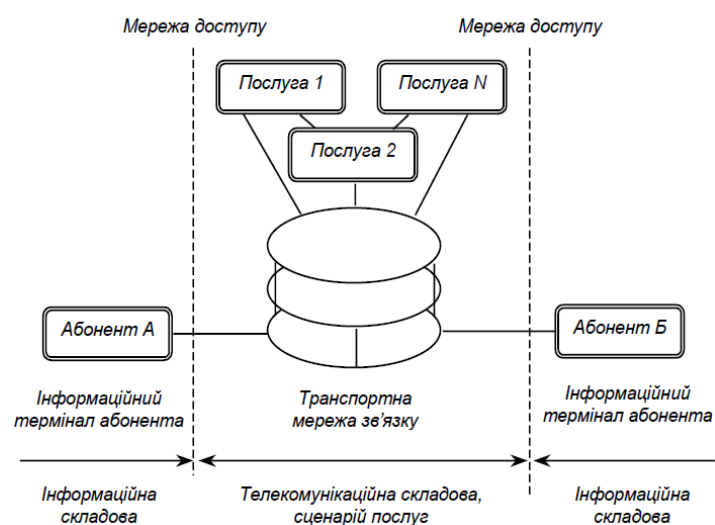 Мережа доступу
Мережа доступу
Послуга 1
Послуга N
Послуга 2
Абонент А
Абонент Б
Інформаційний
термінал абонента
Транспортна
мережа зв'язку
Інформаційний
термінал абонента
Інформаційна
складова
Телекомунікаційна складова,
сценарій послуг
Інформаційна
складова